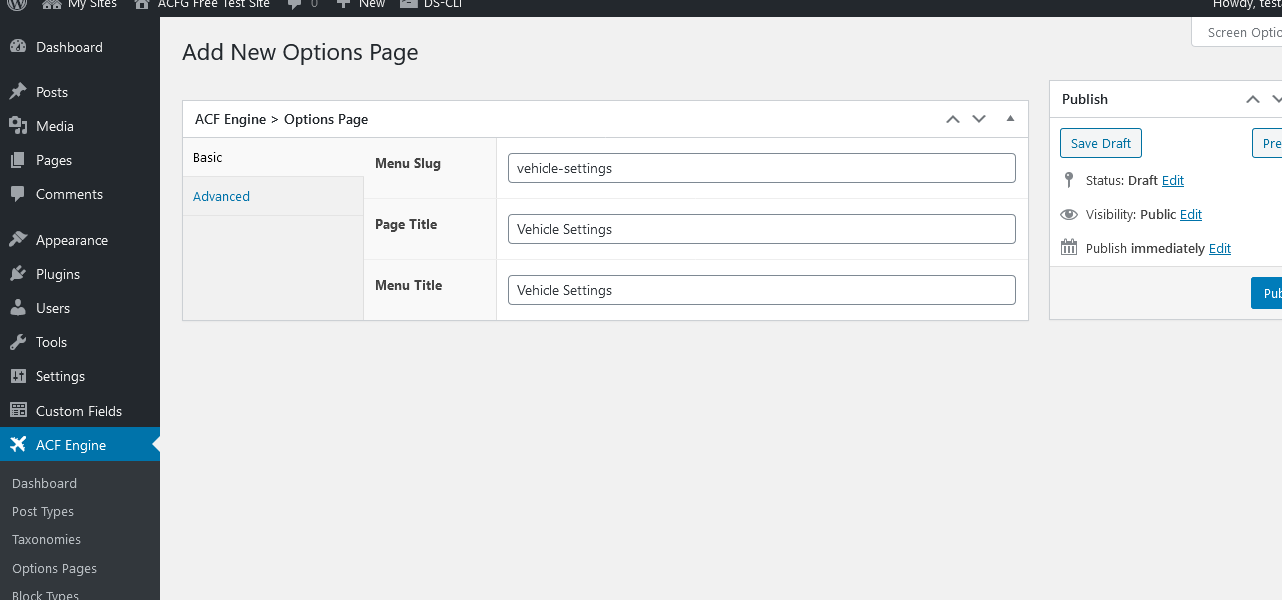 My Sites
ACFG Free Test Site
0
New
DS-CLI
Howdy, test
Dashboard
Posts
Media
Pages
Comments
Appearance
Plugins
Users
Tools
Settings
Custom Fields
ACF Engine
Dashboard
Post Types
Taxonomies
Options Pages
Block Types
Screen Optio
Add New Options Page
ACF Engine > Options Page
Basic
Advanced
Menu Slug
vehicle-settings
Page Title
Vehicle Settings
Menu Title
Vehicle Settings
Publish
Save Draft
Pre
Status: Draft Edit
Visibility: Public Edit
Publish immediately Edit
Pub